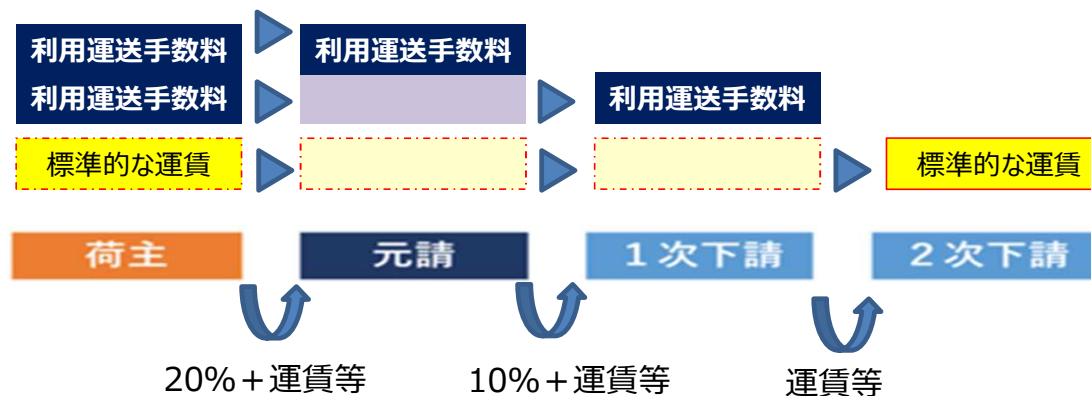 利用運送手数料
利用運送手数料
利用運送手数料
利用運送手数料
標準的な運賃
標準的な運賃
荷主
元請
1次下請
2次下請
20%+運賃等
10%+運賃等
運賃等